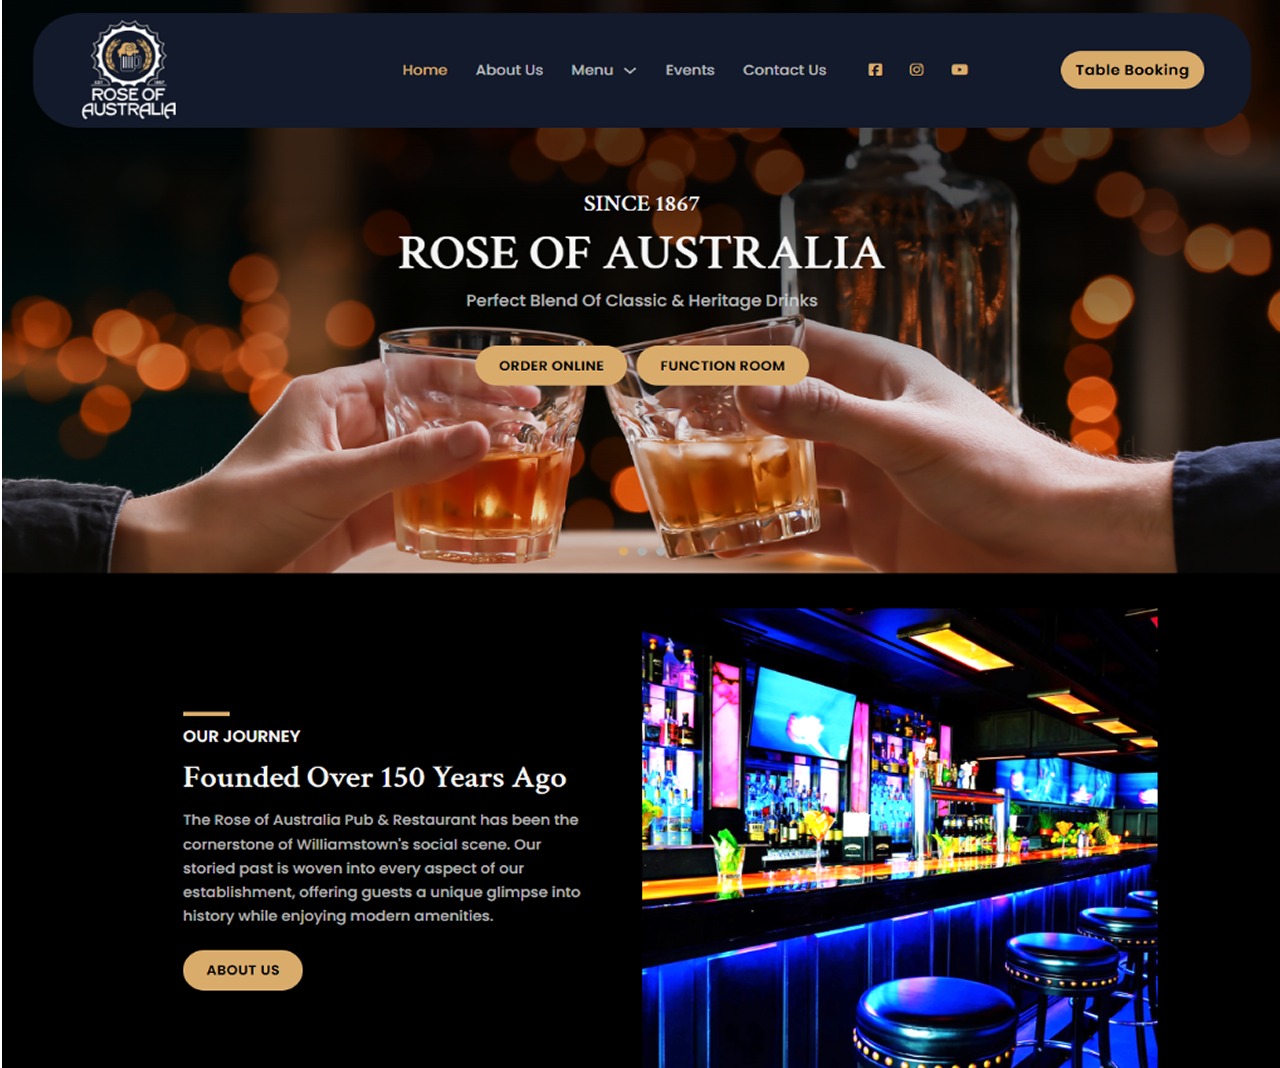 ROSE OF
AUSTRALIA
Home
About Us
Menu
Events
Contact Us
Table Booking
SINCE 1867
ROSE OF AUSTRALIA
Perfect Blend Of Classic & Heritage Drinks
ORDER ONLINE
FUNCTION ROOM
OUR JOURNEY
Founded Over 150 Years Ago
The Rose of Australia Pub & Restaurant has been the
cornerstone of Williamstown's social scene. Our
storied past is woven into every aspect of our
establishment, offering guests a unique glimpse into
history while enjoying modern amenities.
ABOUT US